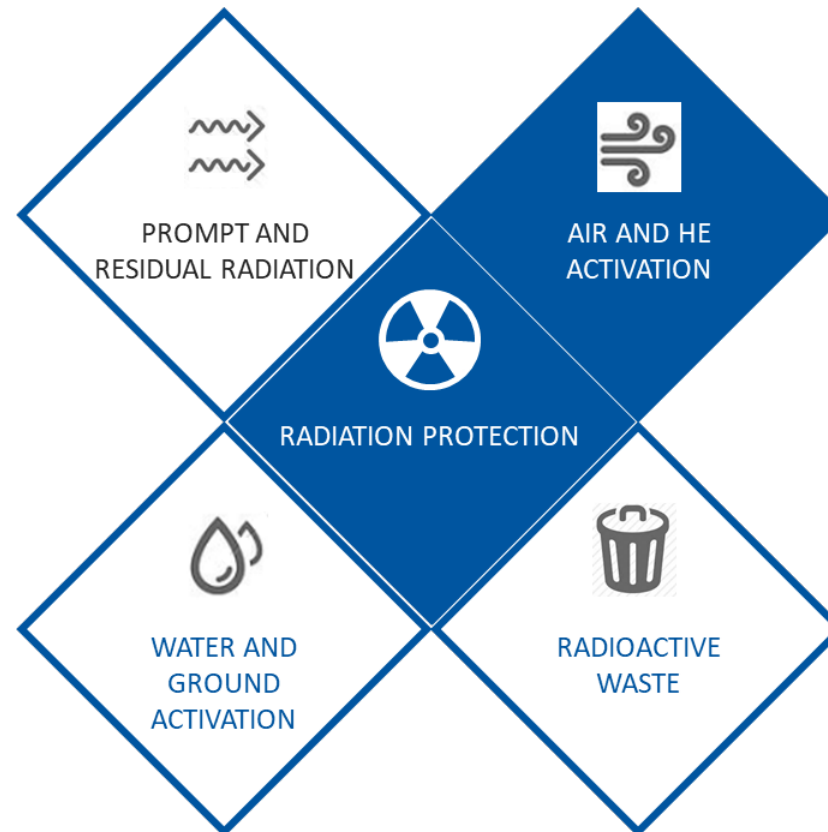 PROMPT AND
RESIDUAL RADIATION
AIR AND HE
ACTIVATION
RADIATION PROTECTION
WATER AND
GROUND
ACTIVATION
RADIOACTIVE
WASTE